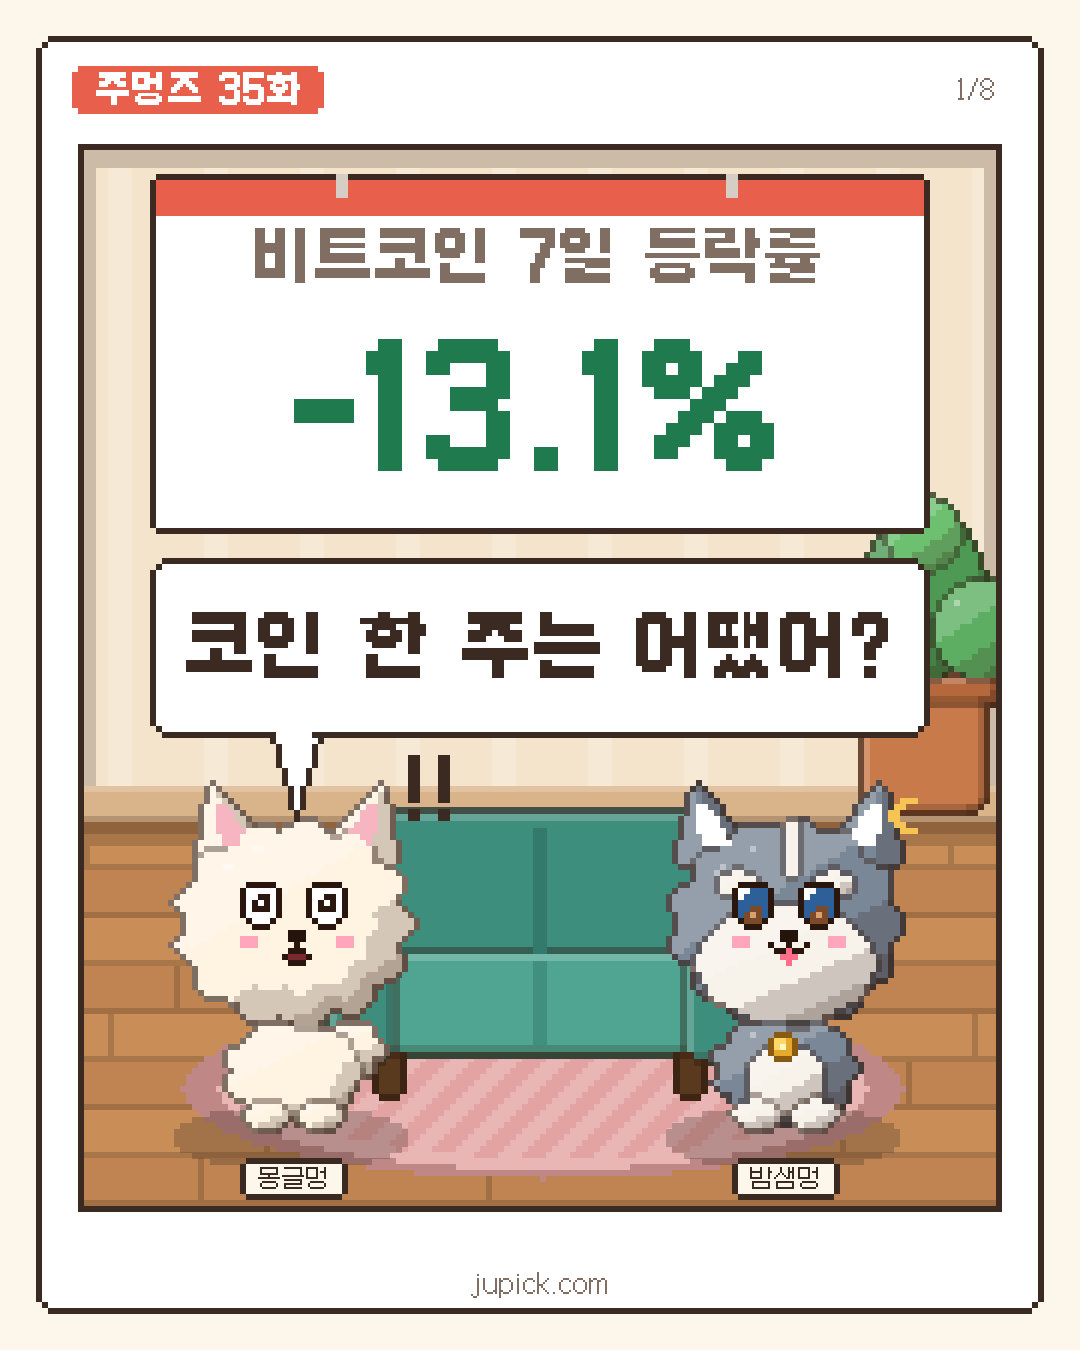 주멍즈 35화
1/8
비트코인 7일 등락률
-13.1%
코인 한 주는 어땠어?
!!
몽글멍
밤샘멍
jupick.com